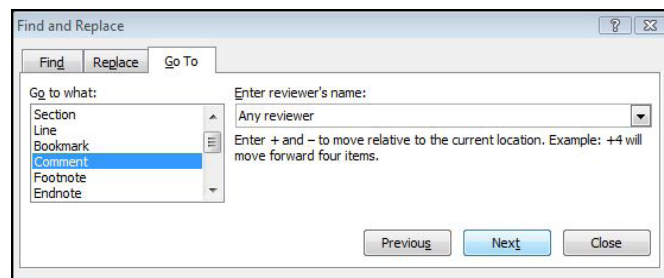 Find and Replace
Find Replace Go To
Go to what:
Section
Line
Bookmark
Comment
Footnote
Endnote
Enter reviewer's name:
Any reviewer
Enter + and – to move relative to the current location. Example: +4 will
move forward four items.
Previous Next Close